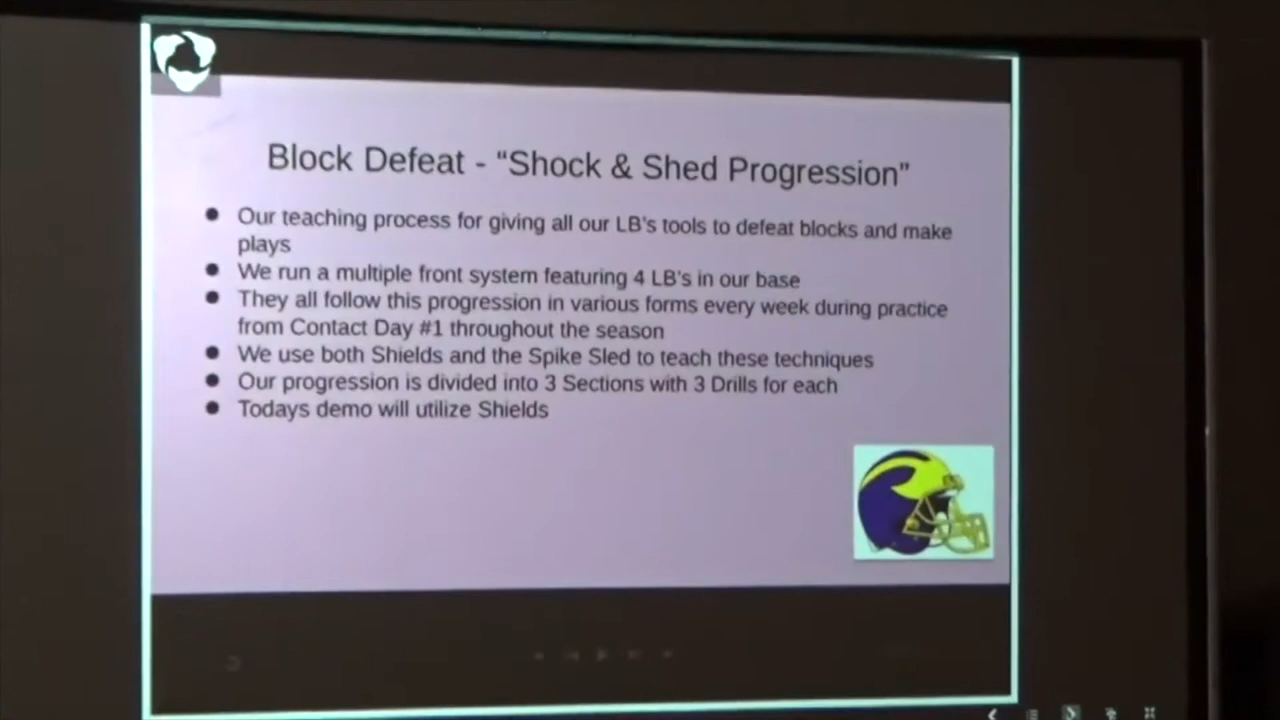 Block Defeat - “Shock & Shed Progression”
● Our teaching process for giving all our LB's tools to defeat blocks and make
plays
● We run a multiple front system featuring 4 LB's in our base
● They all follow this progression in various forms every week during practice
from Contact Day #1 throughout the season
● We use both Shields and the Spike Sled to teach these techniques
● Our progression is divided into 3 Sections with 3 Drills for each
● Todays demo will utilize Shields